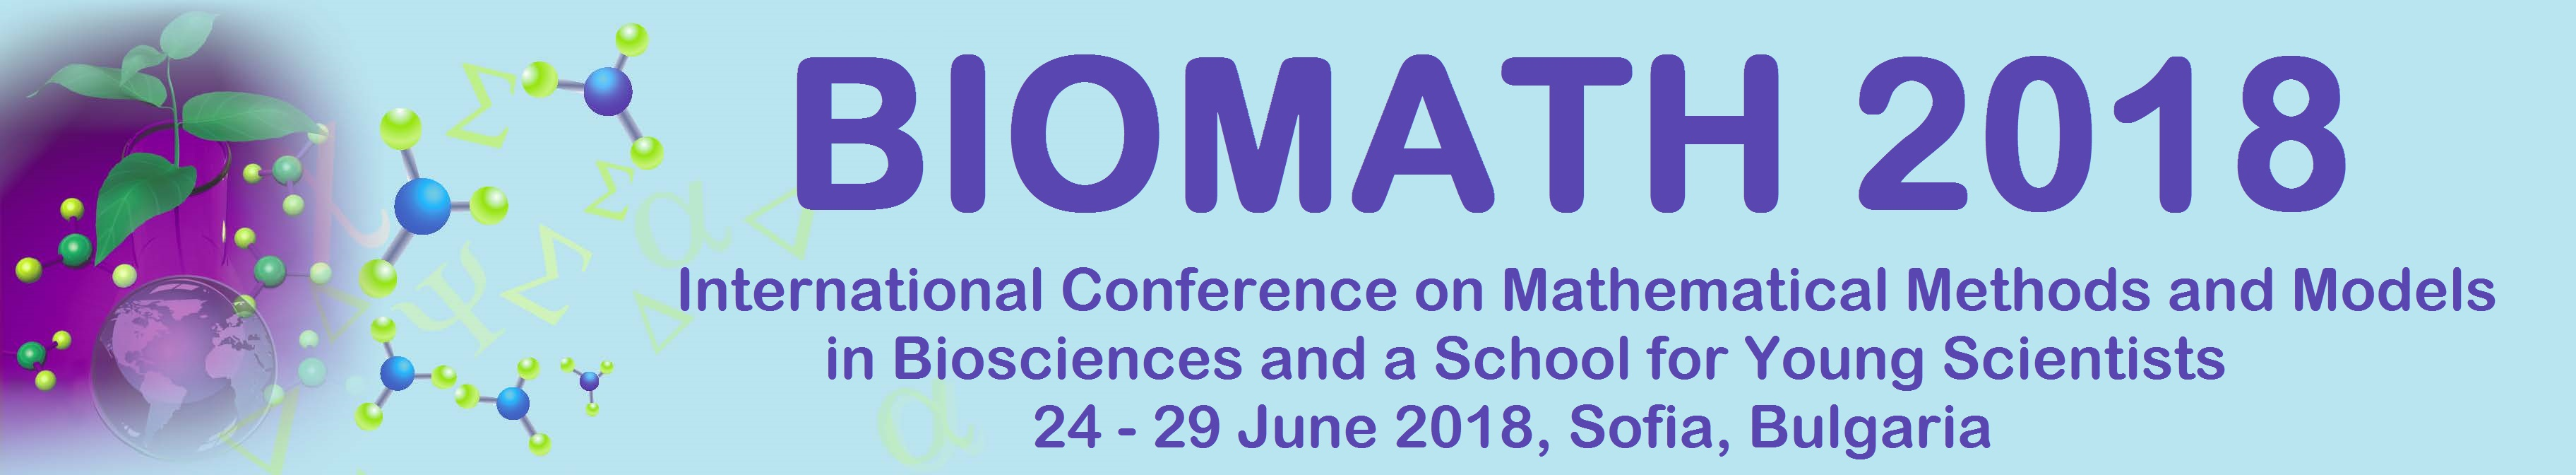 BIOMATH 2018
International Conference on Mathematical Methods and Models
in Biosciences and a School for Young Scientists
24 - 29 June 2018, Sofia, Bulgaria